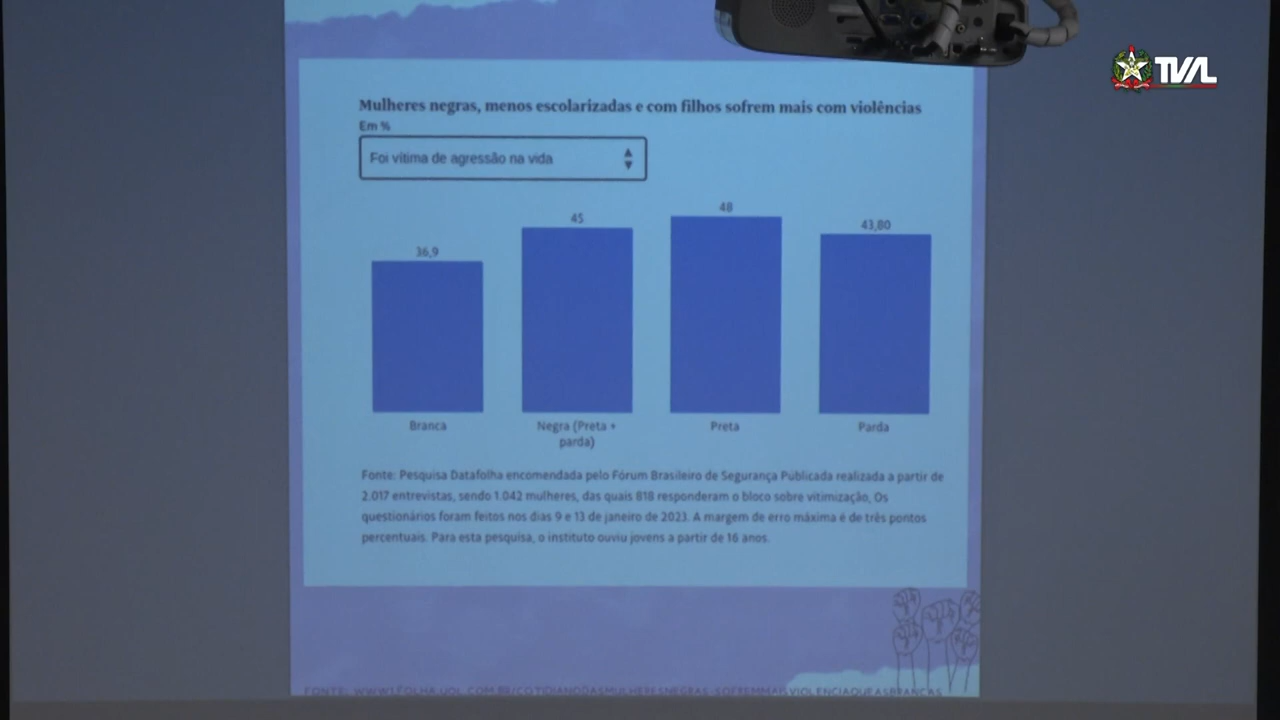 TVAL
Mulheres negras, menos escolarizadas e com filhos sofrem mais com violências
Em %
Foi vítima de agressão na vida
36,9
45
48
43,80
Branca
Negra (Preta +
parda)
Preta
Parda
Fonte: Pesquisa Datafolha encomendada pelo Fórum Brasileiro de Segurança Públicada realizada a partir de
2.017 entrevistas, sendo 1.042 mulheres, das quais 818 responderam o bloco sobre vitimização. Os
questionários foram feitos nos dias 9 e 13 de janeiro de 2023. A margem de erro máxima é de três pontos
percentuais. Para esta pesquisa, o instituto ouviu jovens a partir de 16 anos.
FONTE: